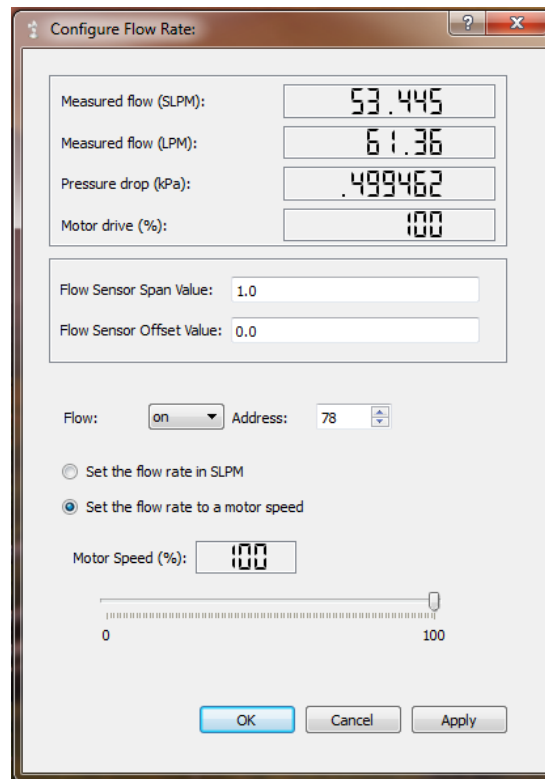 Configure Flow Rate:
Measured flow (SLPM): 53.445
Measured flow (LPM): 61.36
Pressure drop (kPa): .499462
Motor drive (%): 100
Flow Sensor Span Value: 1.0
Flow Sensor Offset Value: 0.0
Flow: on Address: 78
Set the flow rate in SLPM
Set the flow rate to a motor speed
Motor Speed (%): 100
0 100
OK Cancel Apply